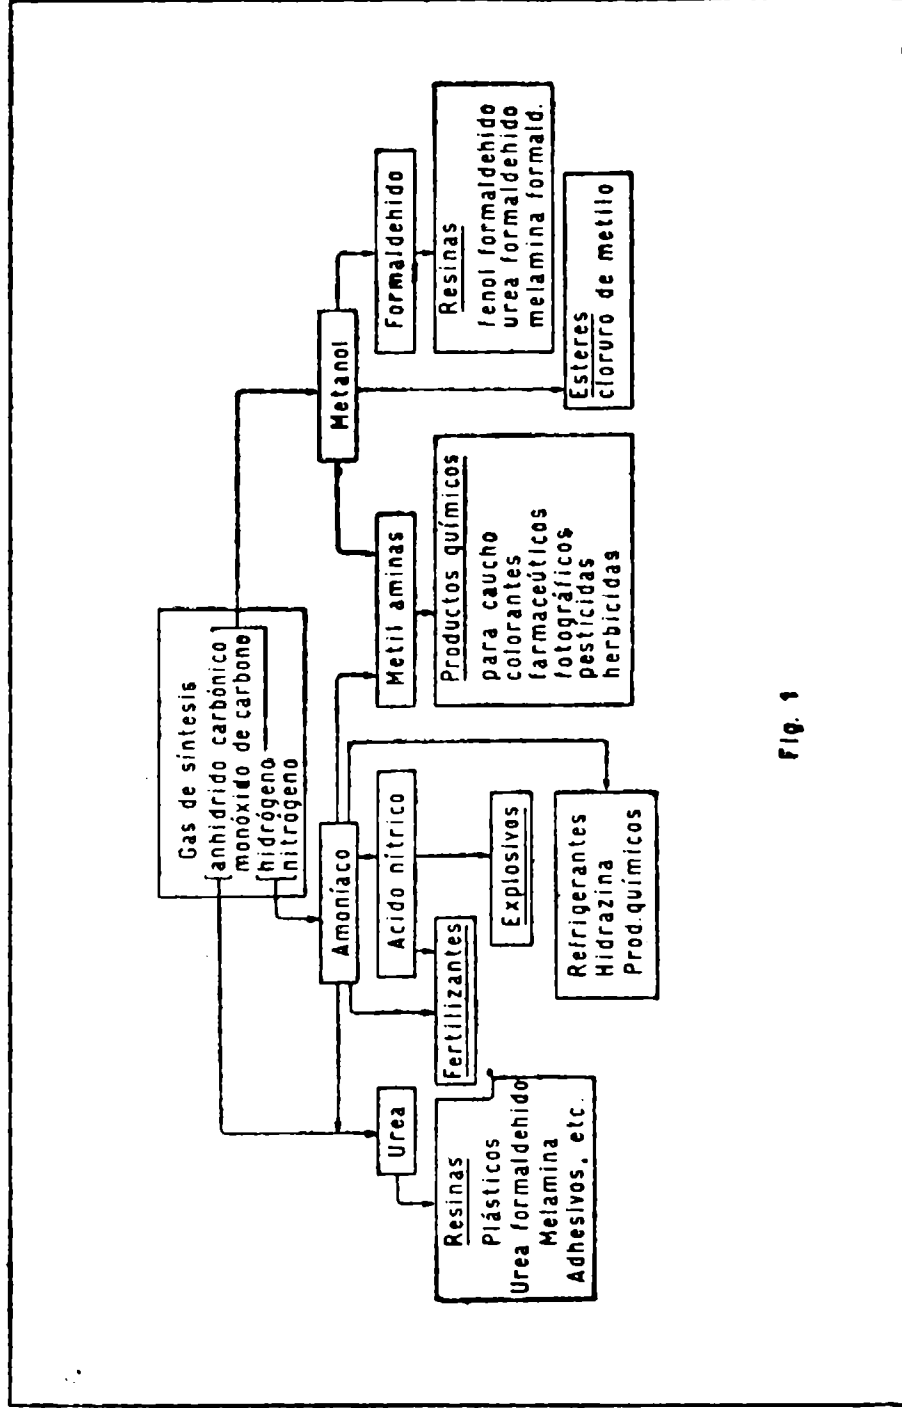 Gas de síntesis
anhidrido carbónico
monóxido de carbono
hidrógeno
nitrógeno
Amoníaco
Metanol
Urea
Acido nítrico
Metil aminas
Formaldehido
Resinas
Plásticos
Urea formaldehido
Melamina
Adhesivos, etc.
Fertilizantes
Explosivos
Refrigerantes
Hidrazina
Prod. químicos
Productos químicos
para caucho
colorantes
farmaceúticos
fotográficos
pesticidas
herbicidas
Resinas
fenol formaldehido
urea formaldehido
melamina formald.
Esteres
cloruro de metilo
Fig. 1